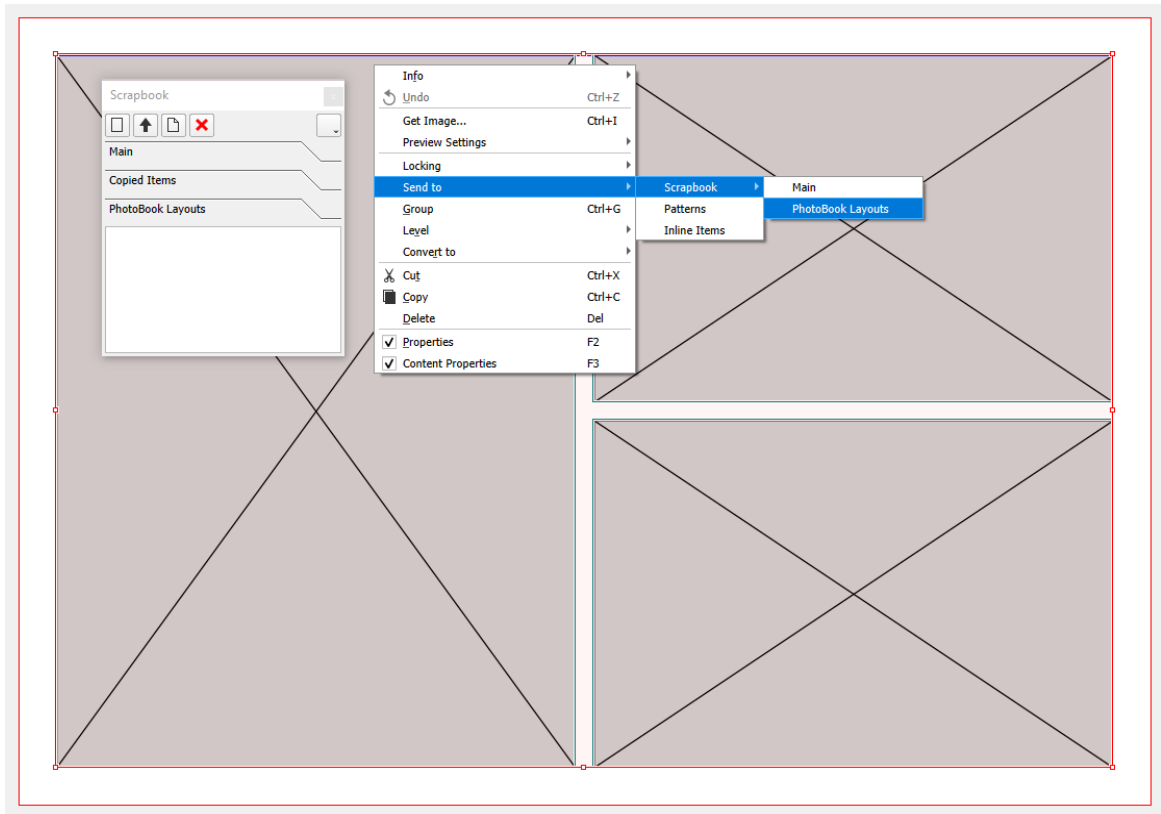 Scrapbook
Main
Copied Items
PhotoBook Layouts
Info
Undo Ctrl+Z
Get Image... Ctrl+I
Preview Settings
Locking
Send to
Group Ctrl+G
Level
Convert to
Cut Ctrl+X
Copy Ctrl+C
Delete Del
Properties F2
Content Properties F3
Scrapbook
Patterns
Inline Items
Main
PhotoBook Layouts